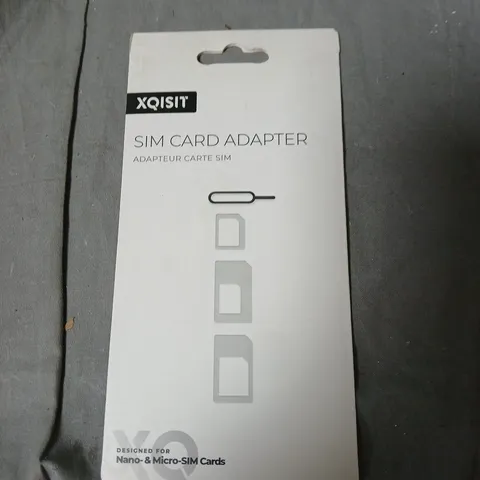 XQISIT
SIM CARD ADAPTER
ADAPTEUR CARTE SIM
XQ
DESIGNED FOR
Nano- & Micro-SIM Cards